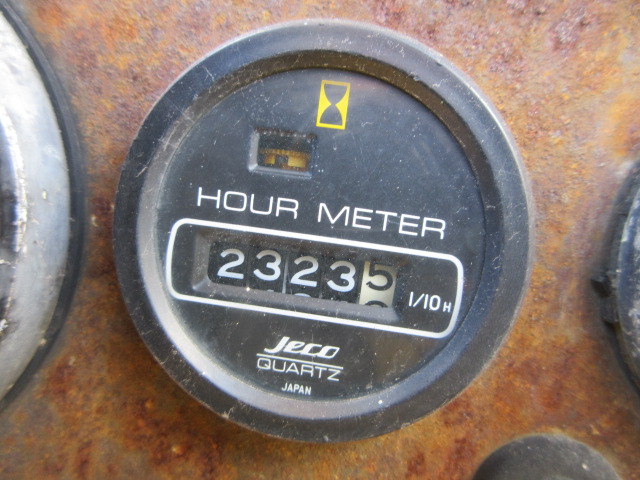 HOUR METER
23235 1/10 H
Jeco
QUARTZ
JAPAN